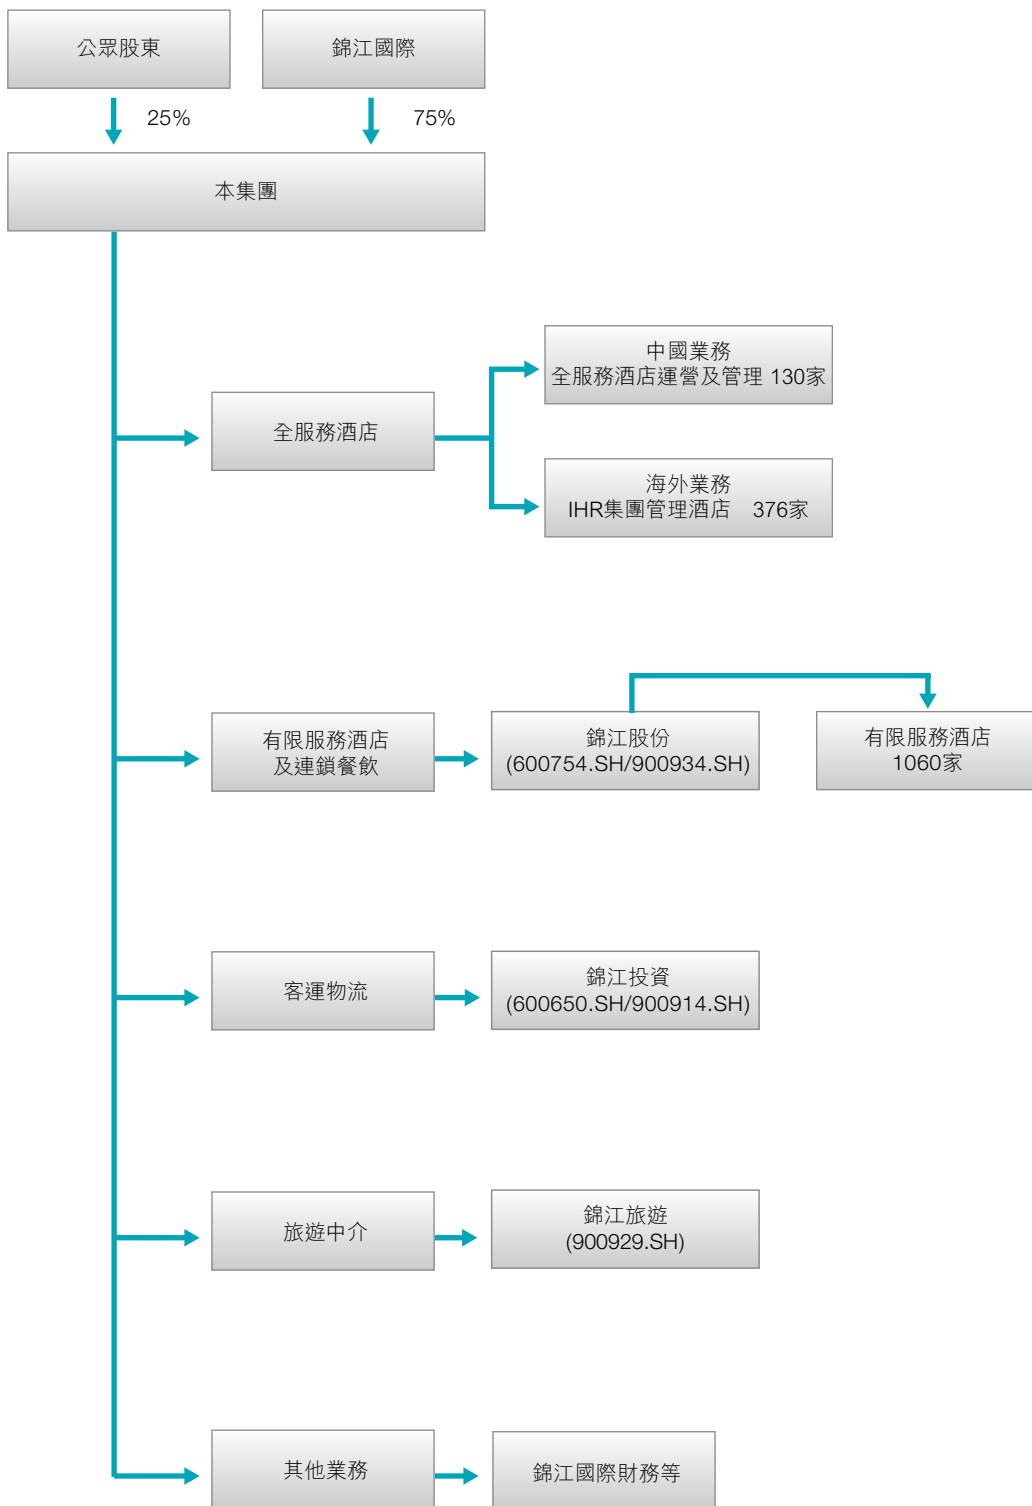 公眾股東
錦江國際
25%
75%
本集團
中國業務
全服務酒店運營及管理 130家
全服務酒店
海外業務
IHR集團管理酒店 376家
有限服務酒店
及連鎖餐飲
錦江股份
(600754.SH/900934.SH)
有限服務酒店
1060家
客運物流
錦江投資
(600650.SH/900914.SH)
旅遊中介
錦江旅遊
(900929.SH)
其他業務
錦江國際財務等